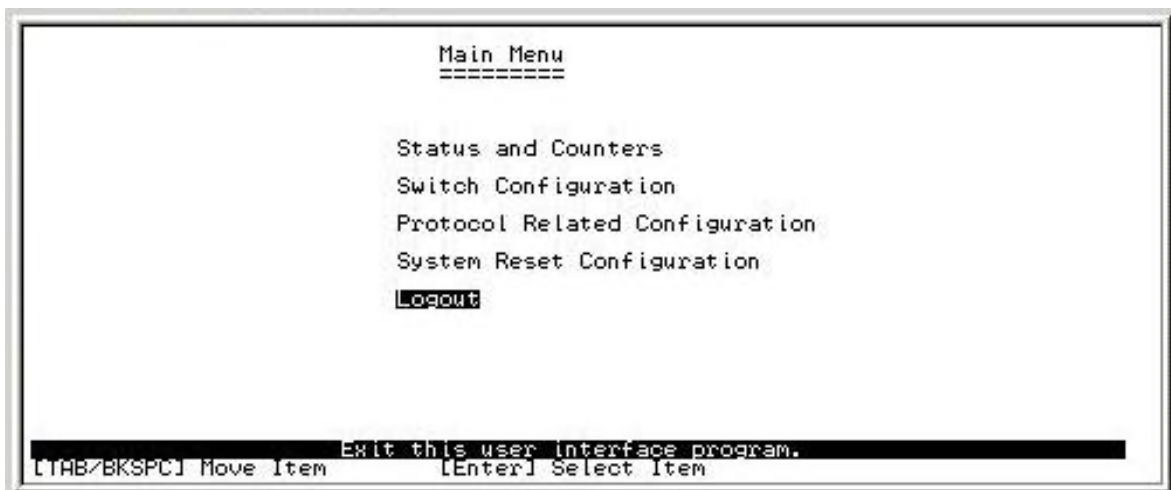 Main Menu
=========
Status and Counters
Switch Configuration
Protocol Related Configuration
System Reset Configuration
Logout
Exit this user interface program.
[TAB/BKSPC] Move Item [Enter] Select Item